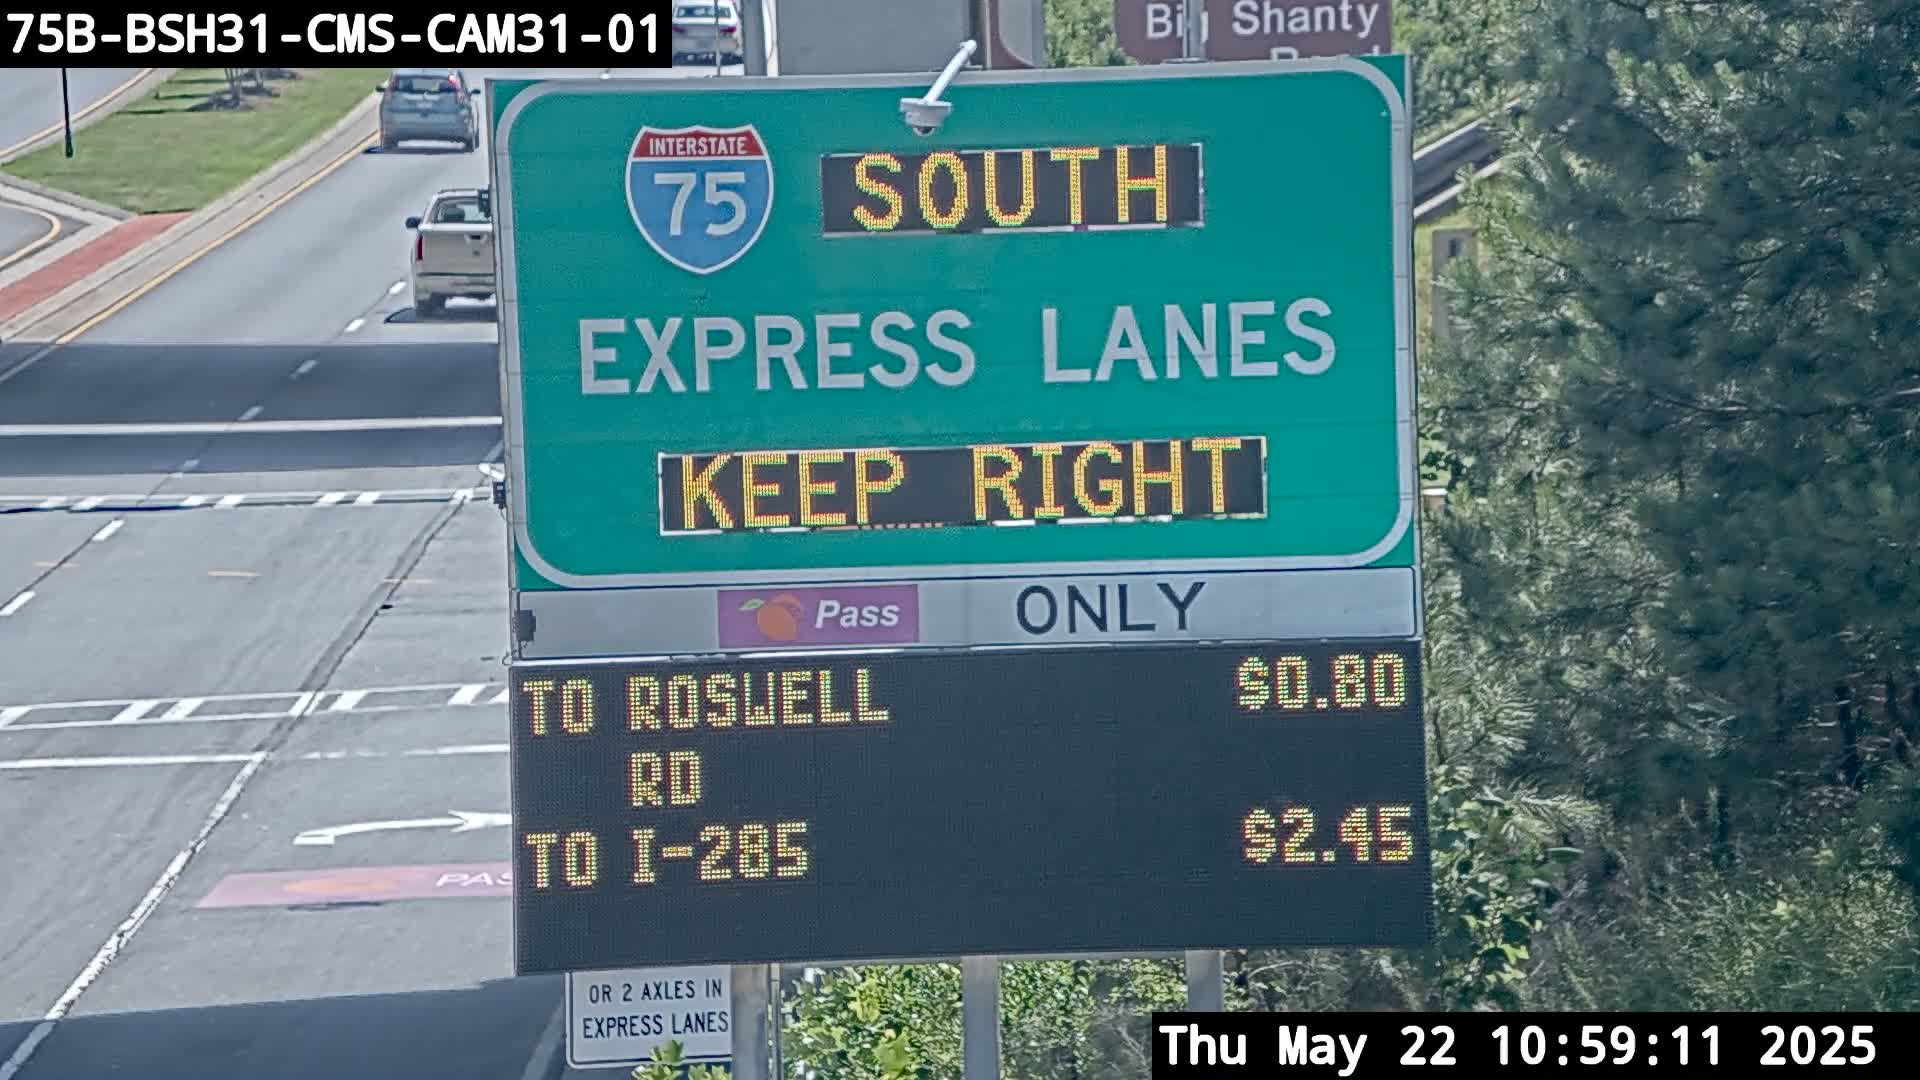 75B-BSH31-CMS-CAM31-01
Big Shanty
Road
INTERSTATE
75
SOUTH
EXPRESS LANES
KEEP RIGHT
Pass ONLY
TO ROSWELL $0.80
RD
TO I-285 $2.45
PAS
OR 2 AXLES IN
EXPRESS LANES
Thu May 22 10:59:11 2025